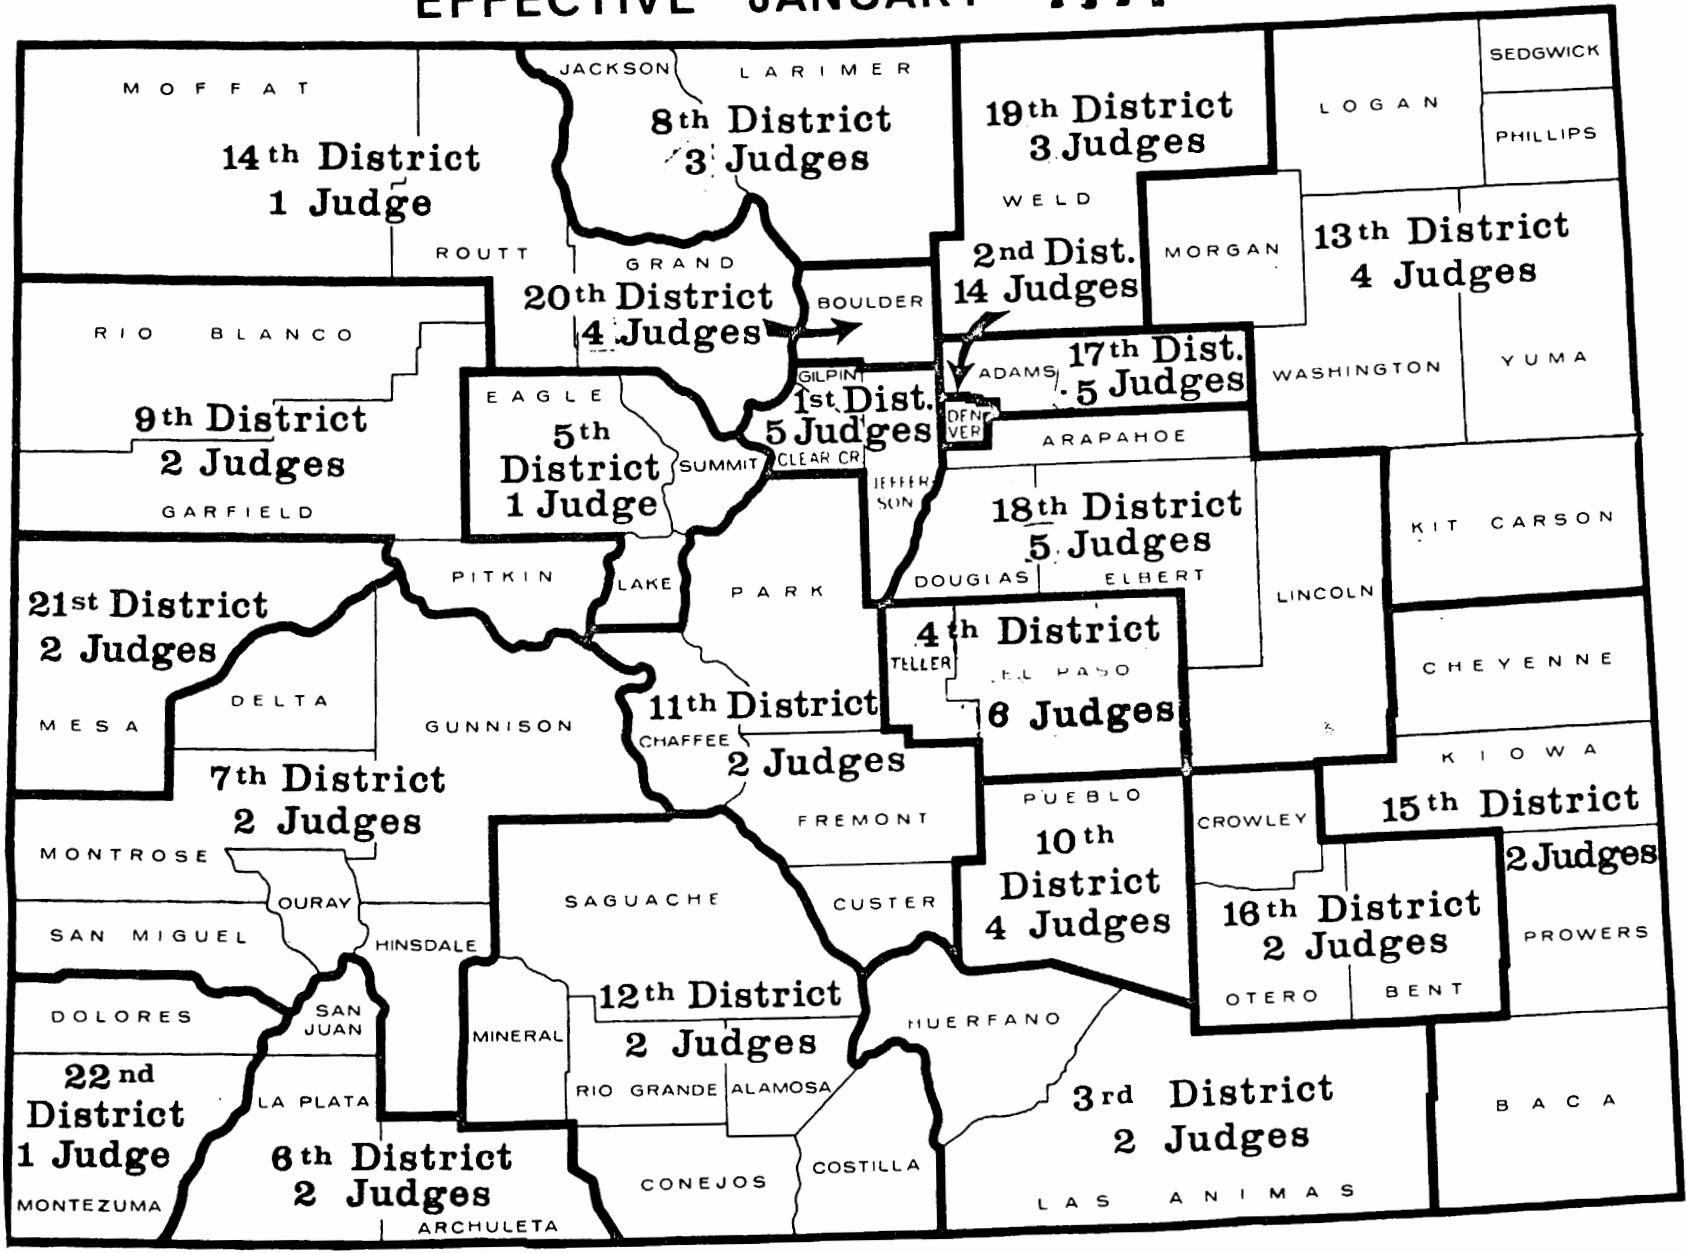 EFFECTIVE JANUARY
MOFFAT
14th District
1 Judge
ROUTT
JACKSON
LARIMER
8th District
3 Judges
19th District
3 Judges
WELD
LOGAN
SEDGWICK
PHILLIPS
13th District
4 Judges
MORGAN
WASHINGTON
YUMA
GRAND
20th District
4 Judges
BOULDER
2nd Dist.
14 Judges
RIO BLANCO
9th District
2 Judges
GARFIELD
EAGLE
5th
District
1 Judge
SUMMIT
LAKE
GILPIN
1st Dist.
5 Judges
CLEAR CR.
JEFFER-
SON
ADAMS
17th Dist.
5 Judges
DEN
VER
ARAPAHOE
18th District
5 Judges
DOUGLAS
ELBERT
LINCOLN
KIT CARSON
PITKIN
PARK
21st District
2 Judges
MESA
DELTA
GUNNISON
7th District
2 Judges
MONTROSE
OURAY
SAN MIGUEL
HINSDALE
11th District
CHAFFEE
2 Judges
FREMONT
CUSTER
4th District
TELLER
EL PASO
6 Judges
CHEYENNE
KIOWA
15th District
2 Judges
PROWERS
BACA
PUEBLO
10th
District
4 Judges
CROWLEY
16th District
2 Judges
OTERO
BENT
SAGUACHE
12th District
2 Judges
MINERAL
RIO GRANDE
ALAMOSA
CONEJOS
COSTILLA
HUERFANO
3rd District
2 Judges
LAS ANIMAS
DOLORES
22nd
District
1 Judge
MONTEZUMA
SAN
JUAN
LA PLATA
6th District
2 Judges
ARCHULETA